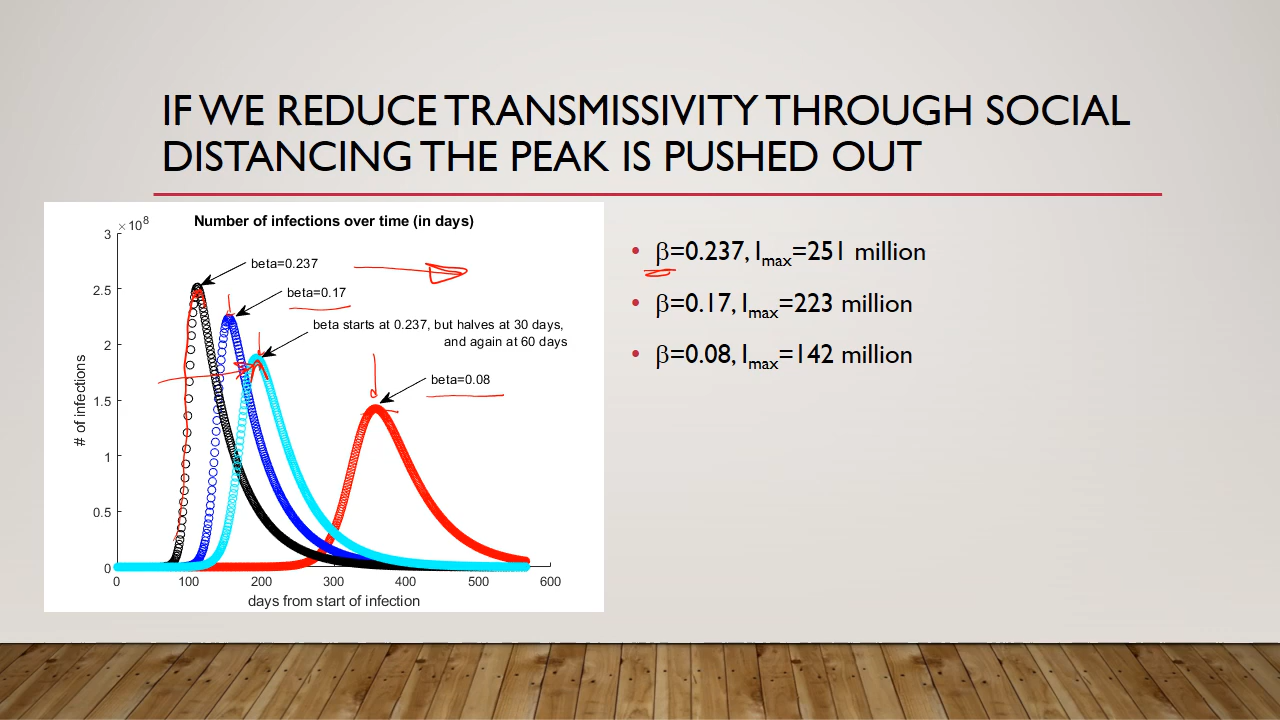 IF WE REDUCE TRANSMISSIVITY THROUGH SOCIAL
DISTANCING THE PEAK IS PUSHED OUT
Number of infections over time (in days)
×10⁸
3
2.5
2
1.5
1
0.5
0
# of infections
beta=0.237
beta=0.17
beta starts at 0.237, but halves at 30 days,
and again at 60 days
beta=0.08
0 100 200 300 400 500 600
days from start of infection
• β=0.237, Imax=251 million
• β=0.17, Imax=223 million
• β=0.08, Imax=142 million